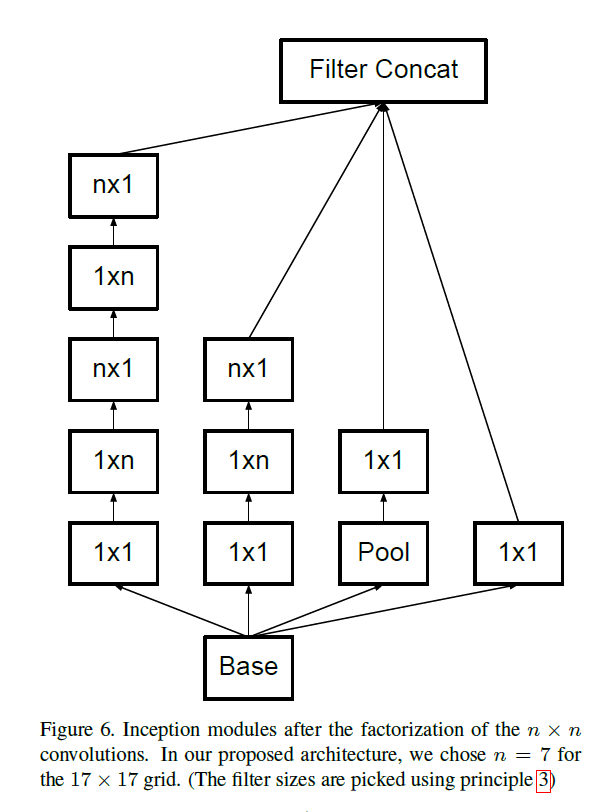 Filter Concat
nx1
1xn
nx1
nx1
1xn
1xn
1x1
1x1
1x1
Pool
1x1
Base
Figure 6. Inception modules after the factorization of the n × n
convolutions. In our proposed architecture, we chose n = 7 for
the 17 × 17 grid. (The filter sizes are picked using principle 3)